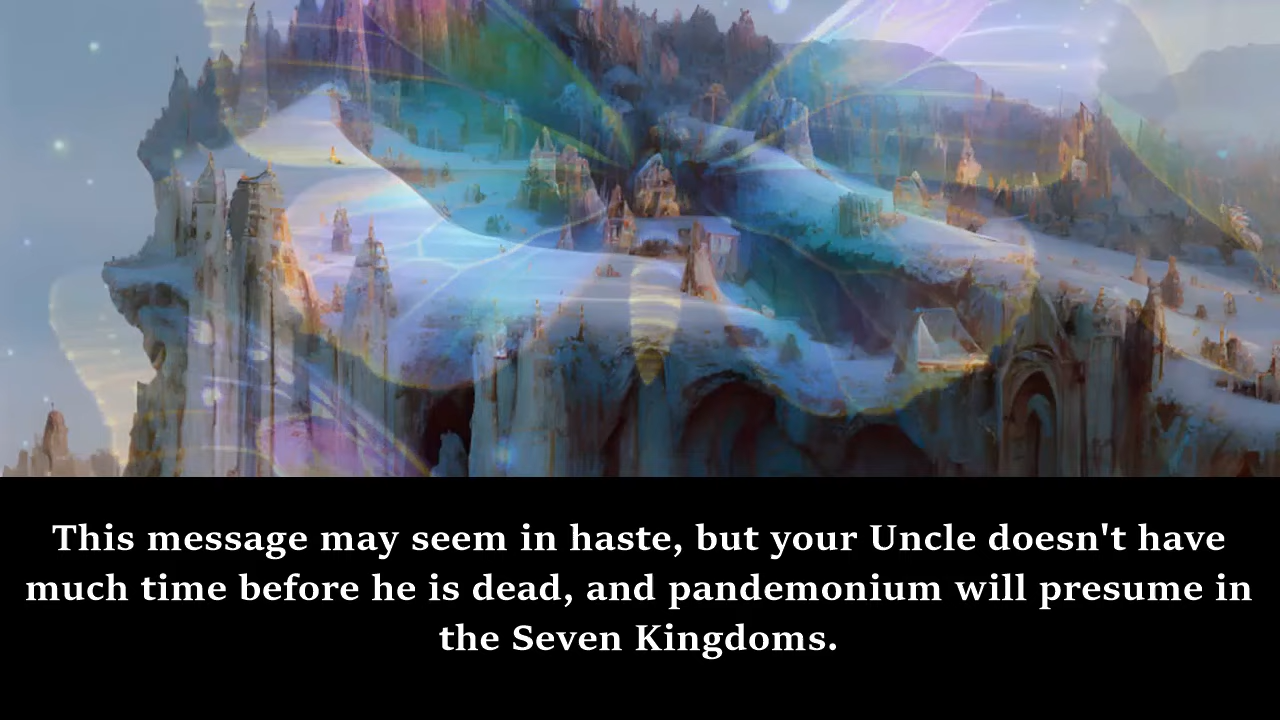 This message may seem in haste, but your Uncle doesn't have
much time before he is dead, and pandemonium will presume in
the Seven Kingdoms.